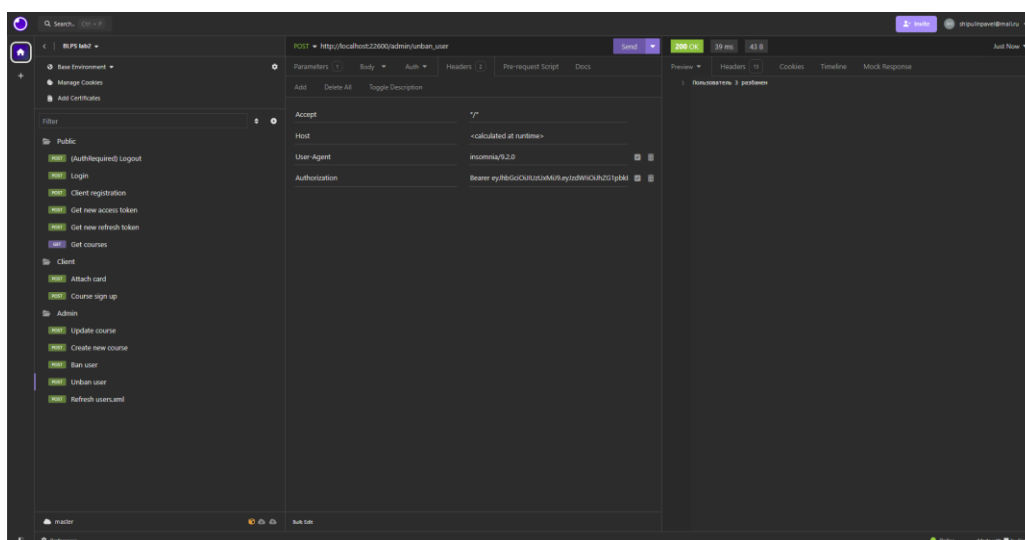 Search.. Ctrl + P
Invite
shipulinpavel@mail.ru
BLPS lab2
POST http://localhost:22600/admin/unban_user
Send
200 OK 39 ms 43 B
Just Now
Base Environment
Parameters 1 Body Auth Headers 2 Pre-request Script Docs
Preview Headers Cookies Timeline Mock Response
Manage Cookies
Add Delete All Toggle Description
1 Пользователь 3 разбанен
Add Certificates
Filter
Accept */*
Host <calculated at runtime>
User-Agent insomnia/9.2.0
Authorization Bearer
Public
POST (AuthRequired) Logout
POST Login
POST Client registration
POST Get new access token
POST Get new refresh token
GET Get courses
Client
POST Attach card
POST Course sign up
Admin
POST Update course
POST Create new course
POST Ban user
POST Unban user
POST Refresh users.xml
master
Bulk Edit